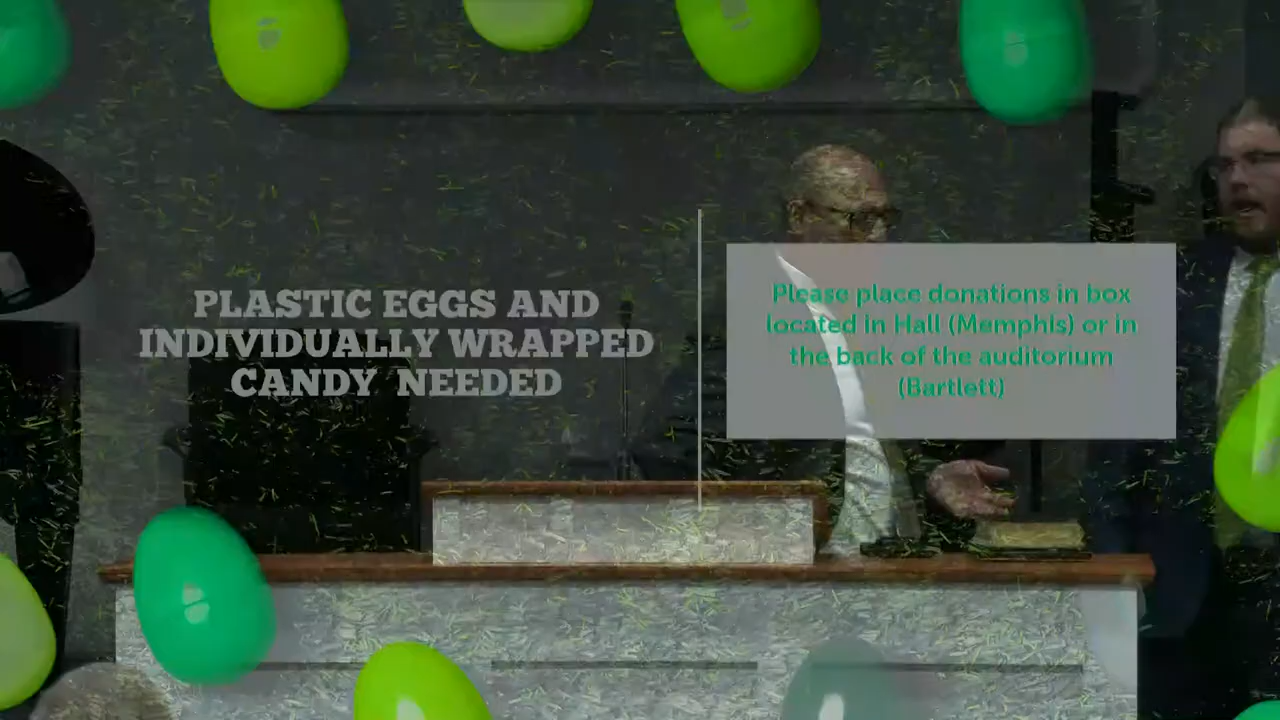 PLASTIC EGGS AND
INDIVIDUALLY WRAPPED
CANDY NEEDED
Please place donations in box
located in Hall (Memphis) or in
the back of the auditorium
(Bartlett)